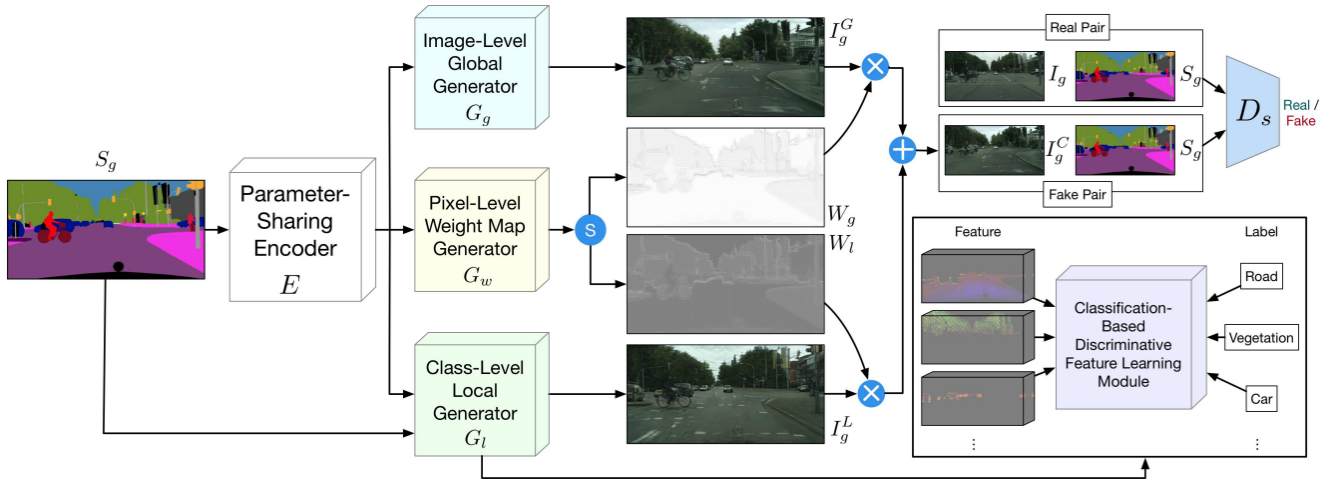 S_g
Parameter-
Sharing
Encoder
E
Image-Level
Global
Generator
G_g
Pixel-Level
Weight Map
Generator
G_w
Class-Level
Local
Generator
G_l
S
I_g^G
W_g
W_l
I_g^L
Real Pair
I_g
S_g
I_g^C
S_g
Fake Pair
D_s
Real /
Fake
Feature
Label
Classification-
Based
Discriminative
Feature Learning
Module
Road
Vegetation
Car
⋮
⋮